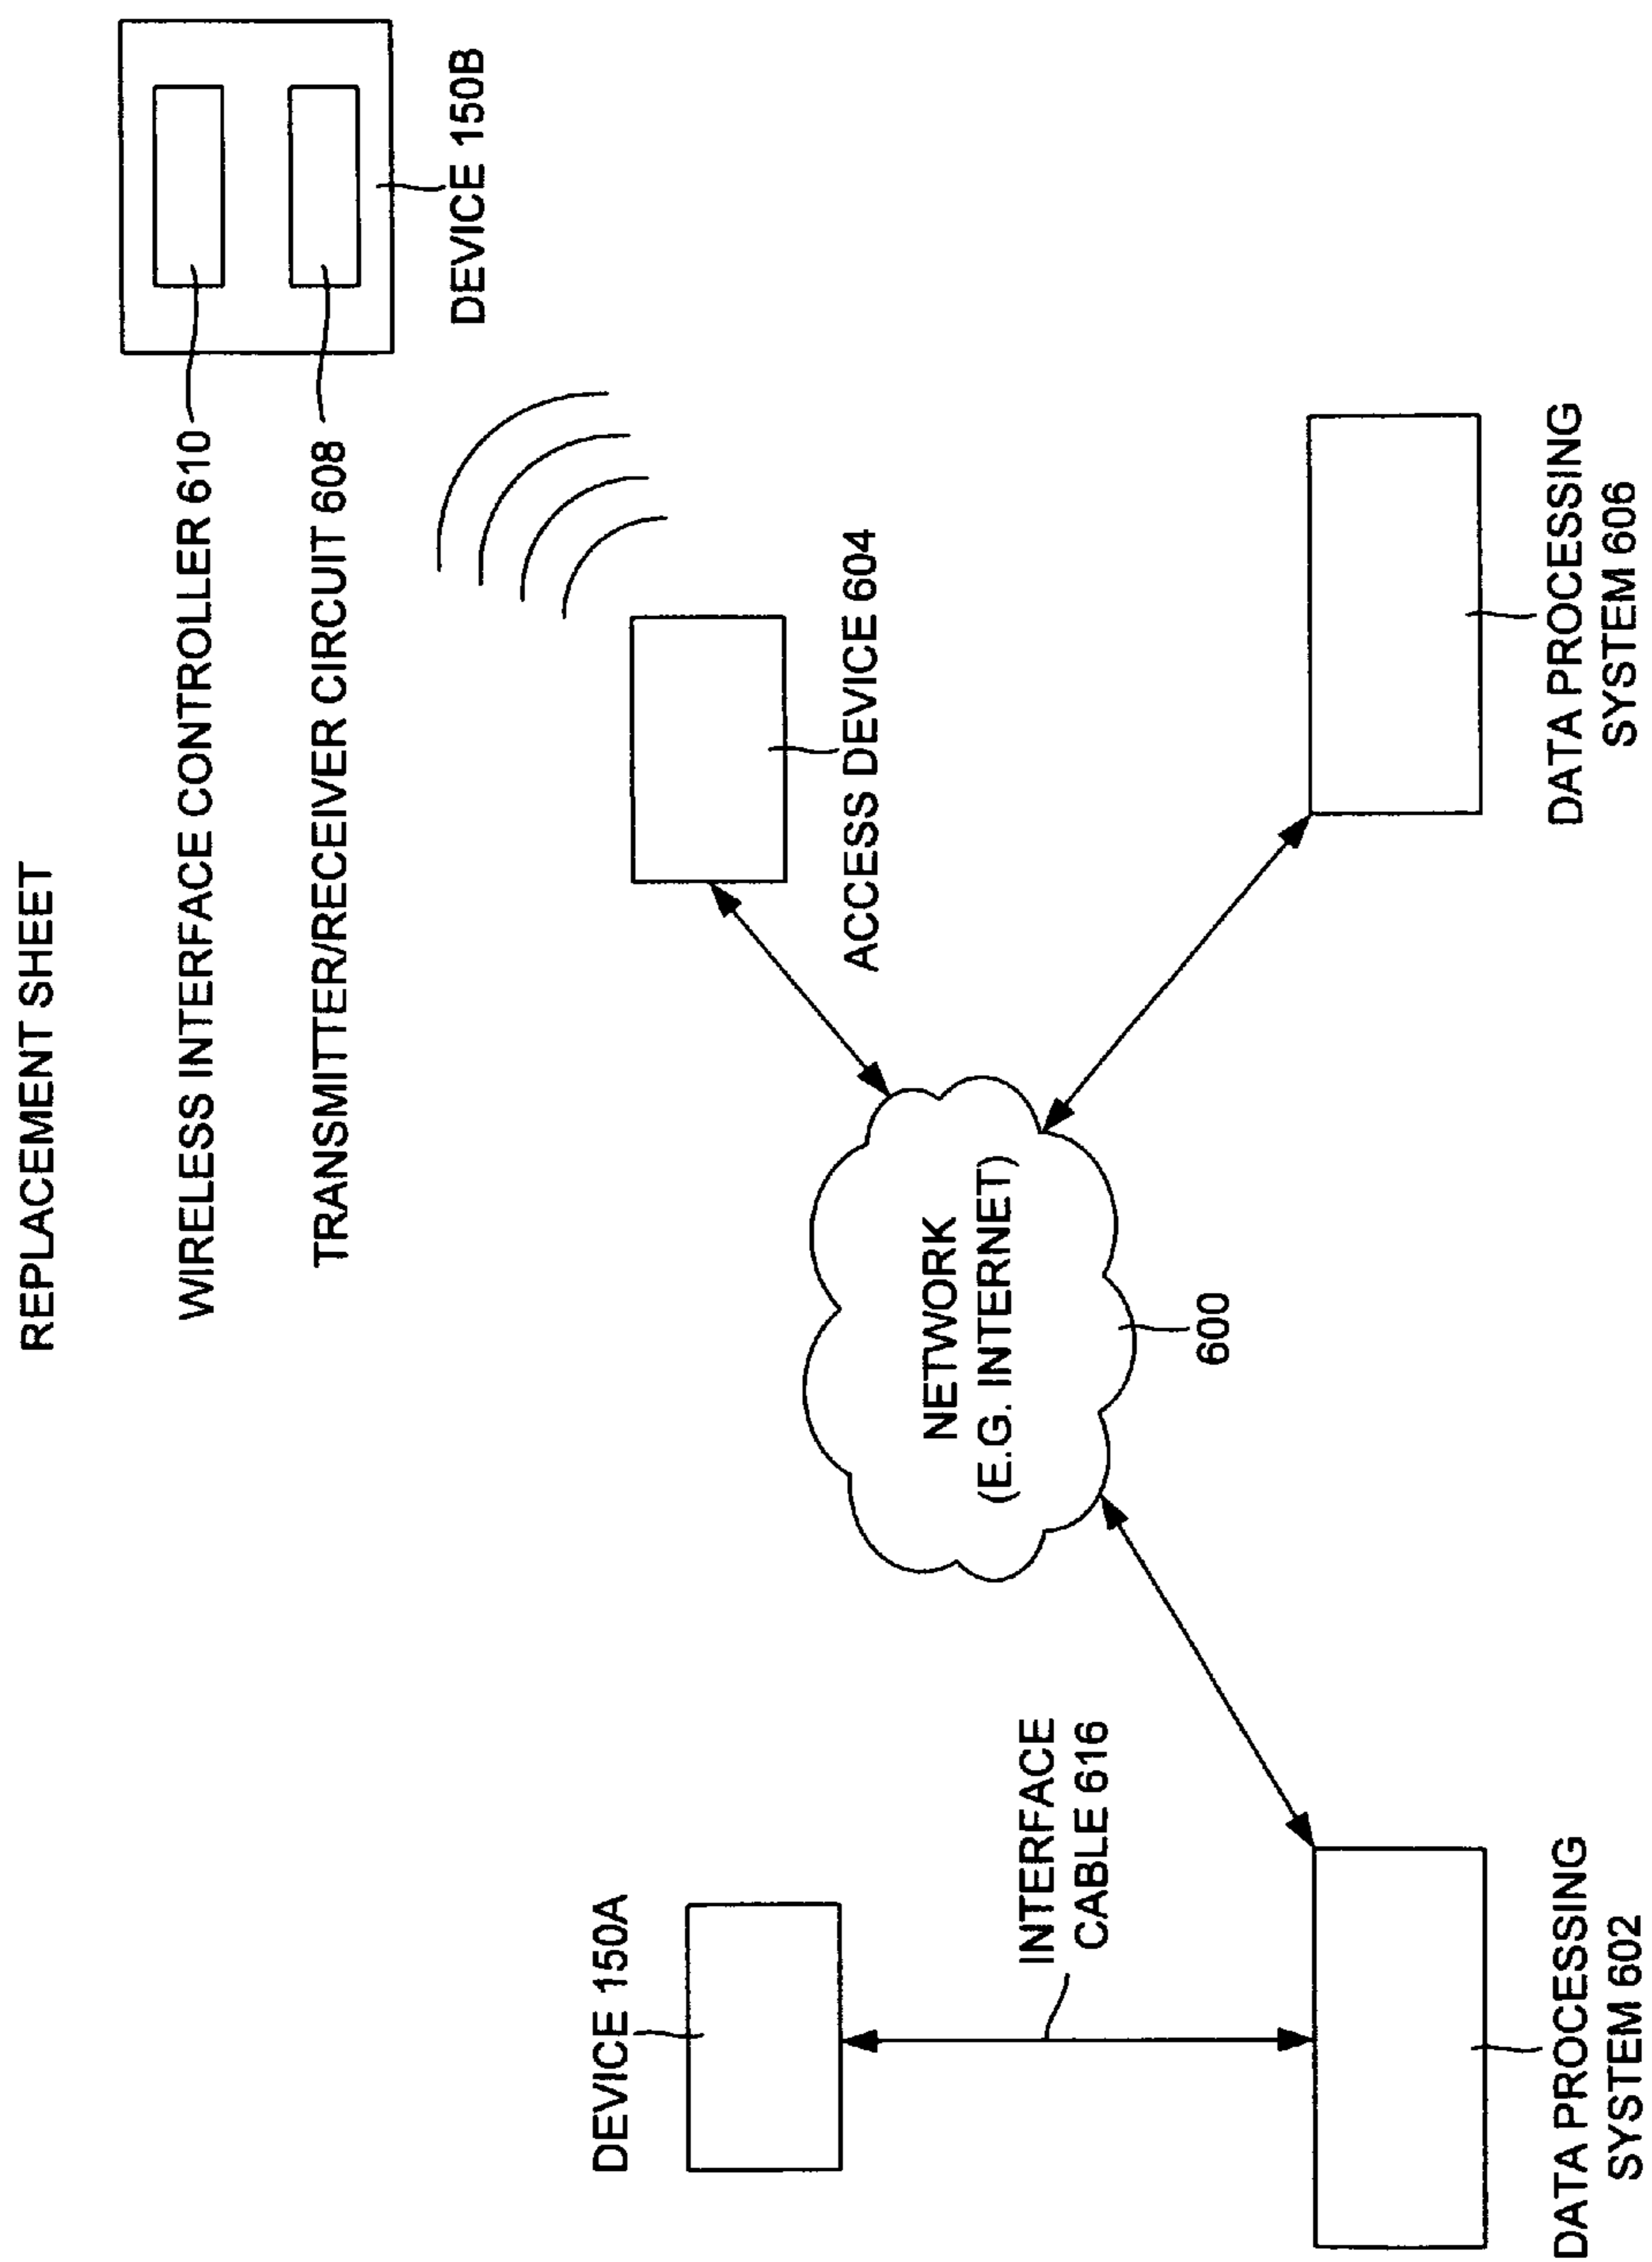 REPLACEMENT SHEET
WIRELESS INTERFACE CONTROLLER 610
TRANSMITTER/RECEIVER CIRCUIT 608
DEVICE 150B
DEVICE 150A
ACCESS DEVICE 604
INTERFACE
CABLE 616
NETWORK
(E.G. INTERNET)
600
DATA PROCESSING
SYSTEM 602
DATA PROCESSING
SYSTEM 606